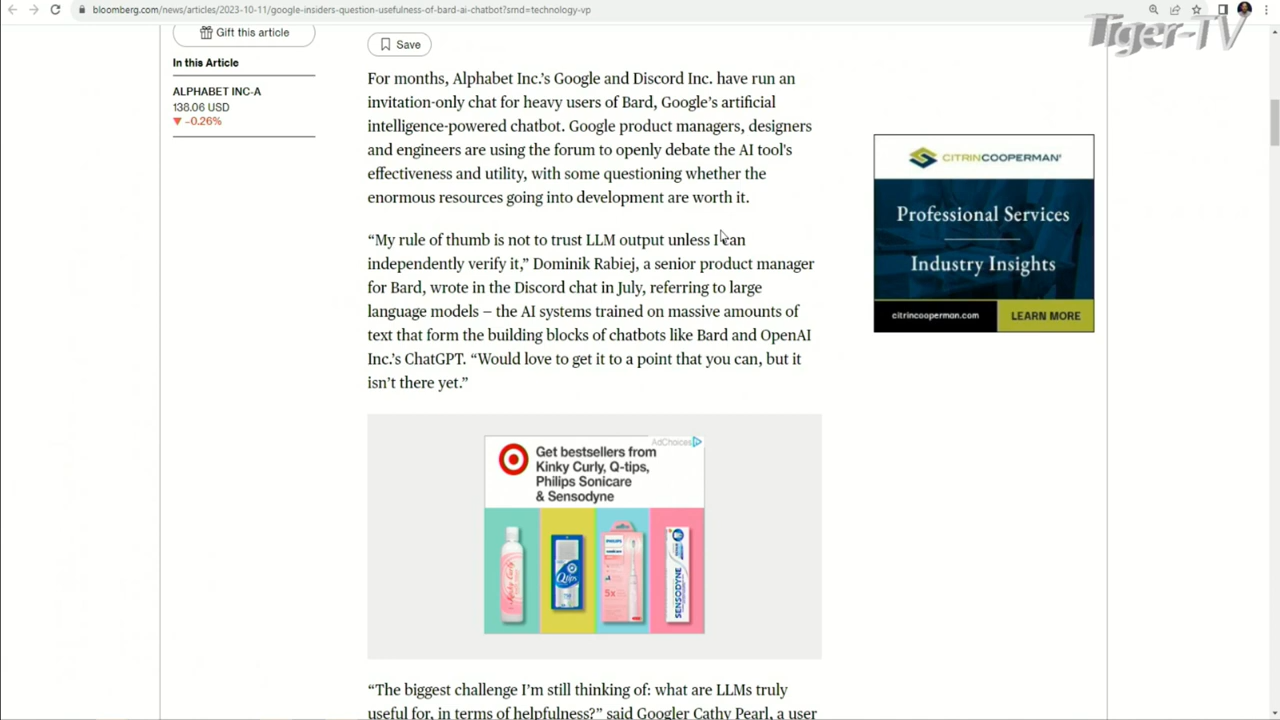 bloomberg.com/news/articles/2023-10-11/google-insiders-question-usefulness-of-bard-ai-chatbot?srnd=technology-vp
Tiger-TV
Gift this article
Save
In this Article
ALPHABET INC-A
138.06 USD
▼ –0.26%
For months, Alphabet Inc.'s Google and Discord Inc. have run an
invitation-only chat for heavy users of Bard, Google's artificial
intelligence-powered chatbot. Google product managers, designers
and engineers are using the forum to openly debate the AI tool's
effectiveness and utility, with some questioning whether the
enormous resources going into development are worth it.
“My rule of thumb is not to trust LLM output unless I can
independently verify it,” Dominik Rabiej, a senior product manager
for Bard, wrote in the Discord chat in July, referring to large
language models – the AI systems trained on massive amounts of
text that form the building blocks of chatbots like Bard and OpenAI
Inc.'s ChatGPT. “Would love to get it to a point that you can, but it
isn't there yet.”
CITRINCOOPERMAN
Professional Services
Industry Insights
citrincooperman.com
LEARN MORE
AdChoices
Get bestsellers from
Kinky Curly, Q-tips,
Philips Sonicare
& Sensodyne
Q-tips
PHILIPS
5x
SENSODYNE
“The biggest challenge I'm still thinking of: what are LLMs truly
useful for, in terms of helpfulness?” said Googler Cathy Pearl, a user